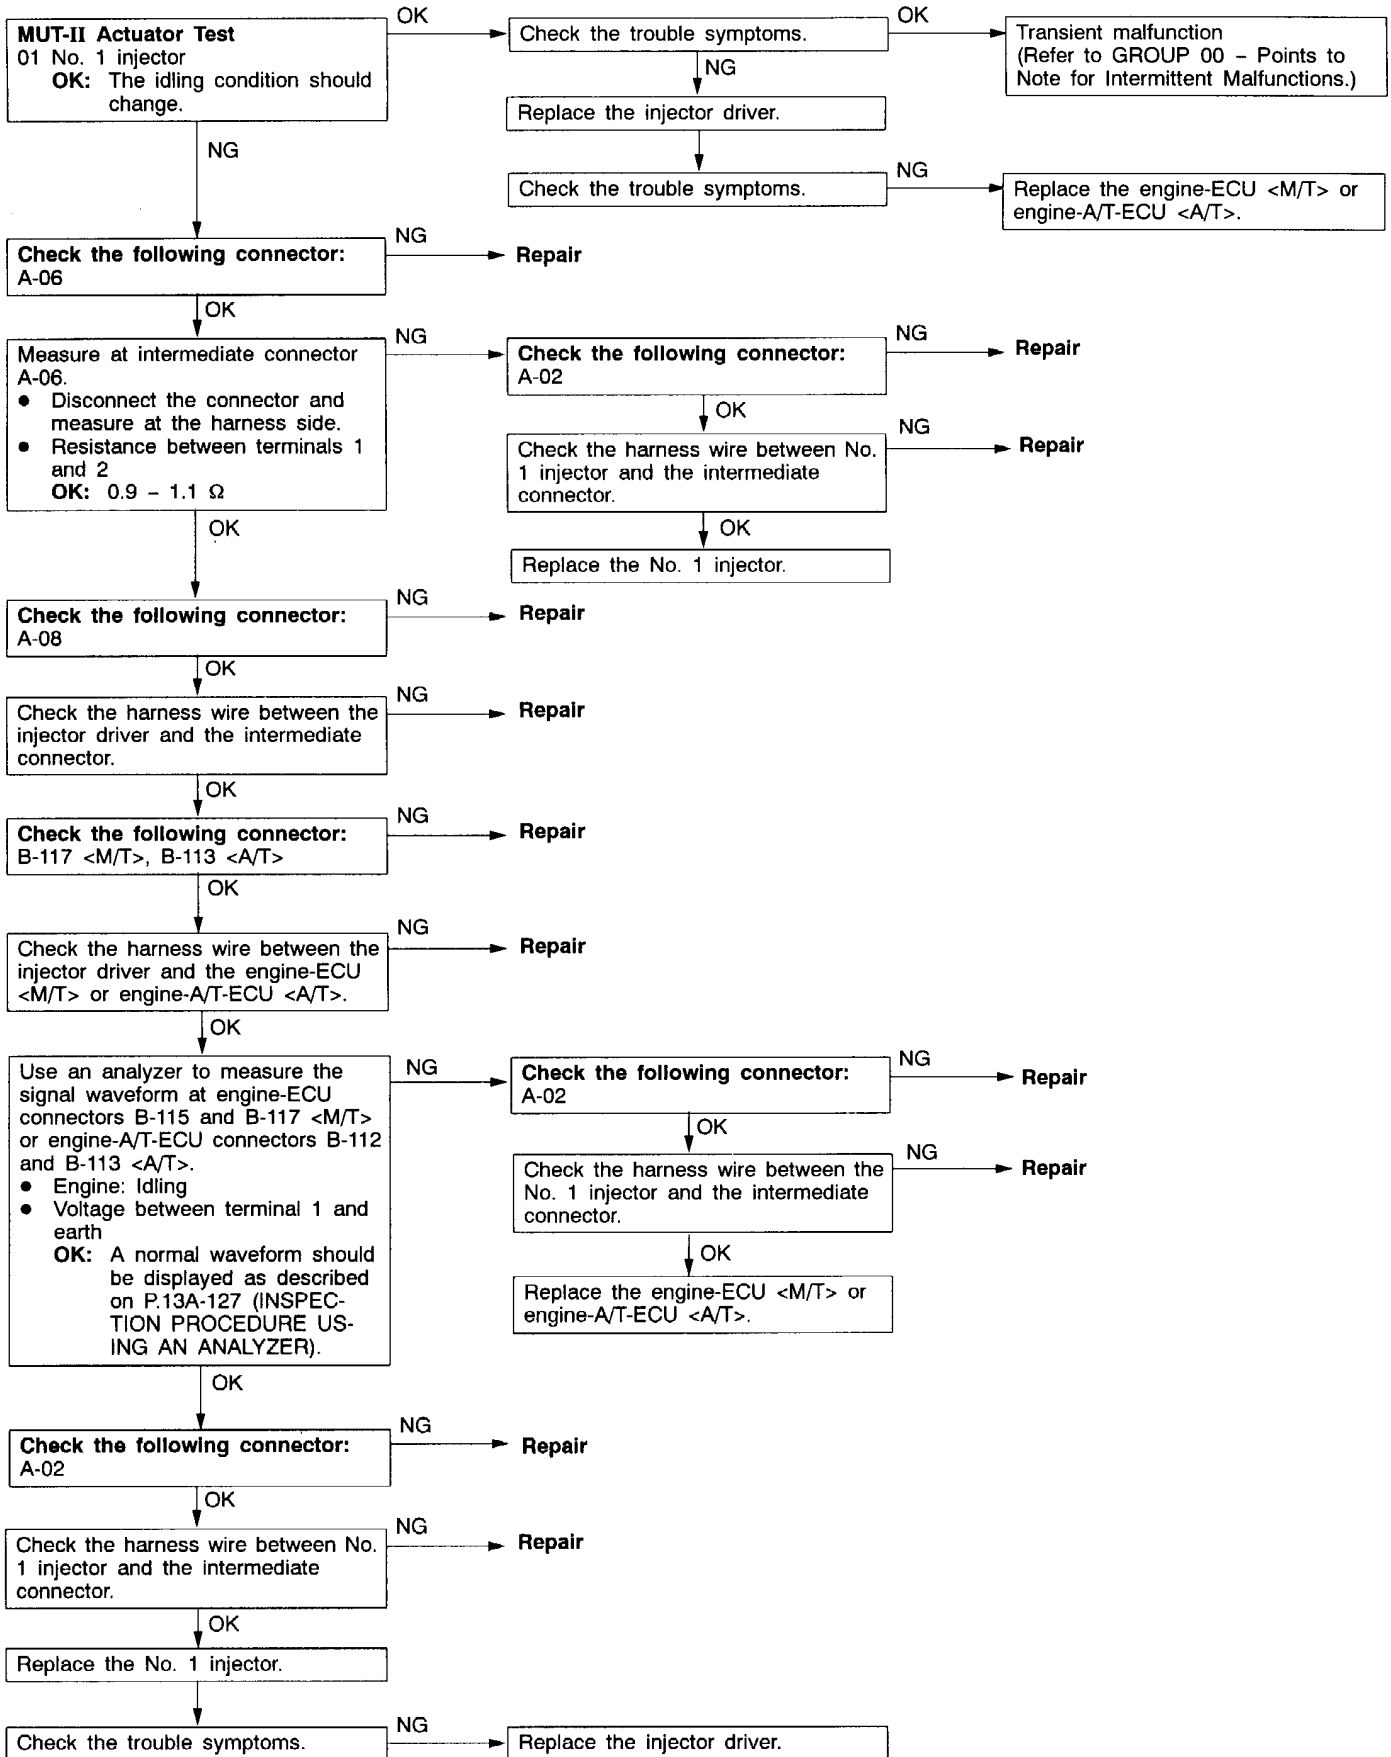 MUT-II Actuator Test
01 No. 1 injector
OK: The idling condition should
change.
OK
Check the trouble symptoms.
OK
Transient malfunction
(Refer to GROUP 00 – Points to
Note for Intermittent Malfunctions.)
NG
Replace the injector driver.
Check the trouble symptoms.
NG
Replace the engine-ECU <M/T> or
engine-A/T-ECU <A/T>.
NG
Check the following connector:
A-06
NG
Repair
OK
Measure at intermediate connector
A-06.
● Disconnect the connector and
measure at the harness side.
● Resistance between terminals 1
and 2
OK: 0.9 – 1.1 Ω
NG
Check the following connector:
A-02
NG
Repair
OK
Check the harness wire between No.
1 injector and the intermediate
connector.
NG
Repair
OK
Replace the No. 1 injector.
OK
Check the following connector:
A-08
NG
Repair
OK
Check the harness wire between the
injector driver and the intermediate
connector.
NG
Repair
OK
Check the following connector:
B-117 <M/T>, B-113 <A/T>
NG
Repair
OK
Check the harness wire between the
injector driver and the engine-ECU
<M/T> or engine-A/T-ECU <A/T>.
NG
Repair
OK
Use an analyzer to measure the
signal waveform at engine-ECU
connectors B-115 and B-117 <M/T>
or engine-A/T-ECU connectors B-112
and B-113 <A/T>.
● Engine: Idling
● Voltage between terminal 1 and
earth
OK: A normal waveform should
be displayed as described
on P.13A-127 (INSPEC-
TION PROCEDURE US-
ING AN ANALYZER).
NG
Check the following connector:
A-02
NG
Repair
OK
Check the harness wire between the
No. 1 injector and the intermediate
connector.
NG
Repair
OK
Replace the engine-ECU <M/T> or
engine-A/T-ECU <A/T>.
OK
Check the following connector:
A-02
NG
Repair
OK
Check the harness wire between No.
1 injector and the intermediate
connector.
NG
Repair
OK
Replace the No. 1 injector.
Check the trouble symptoms.
NG
Replace the injector driver.